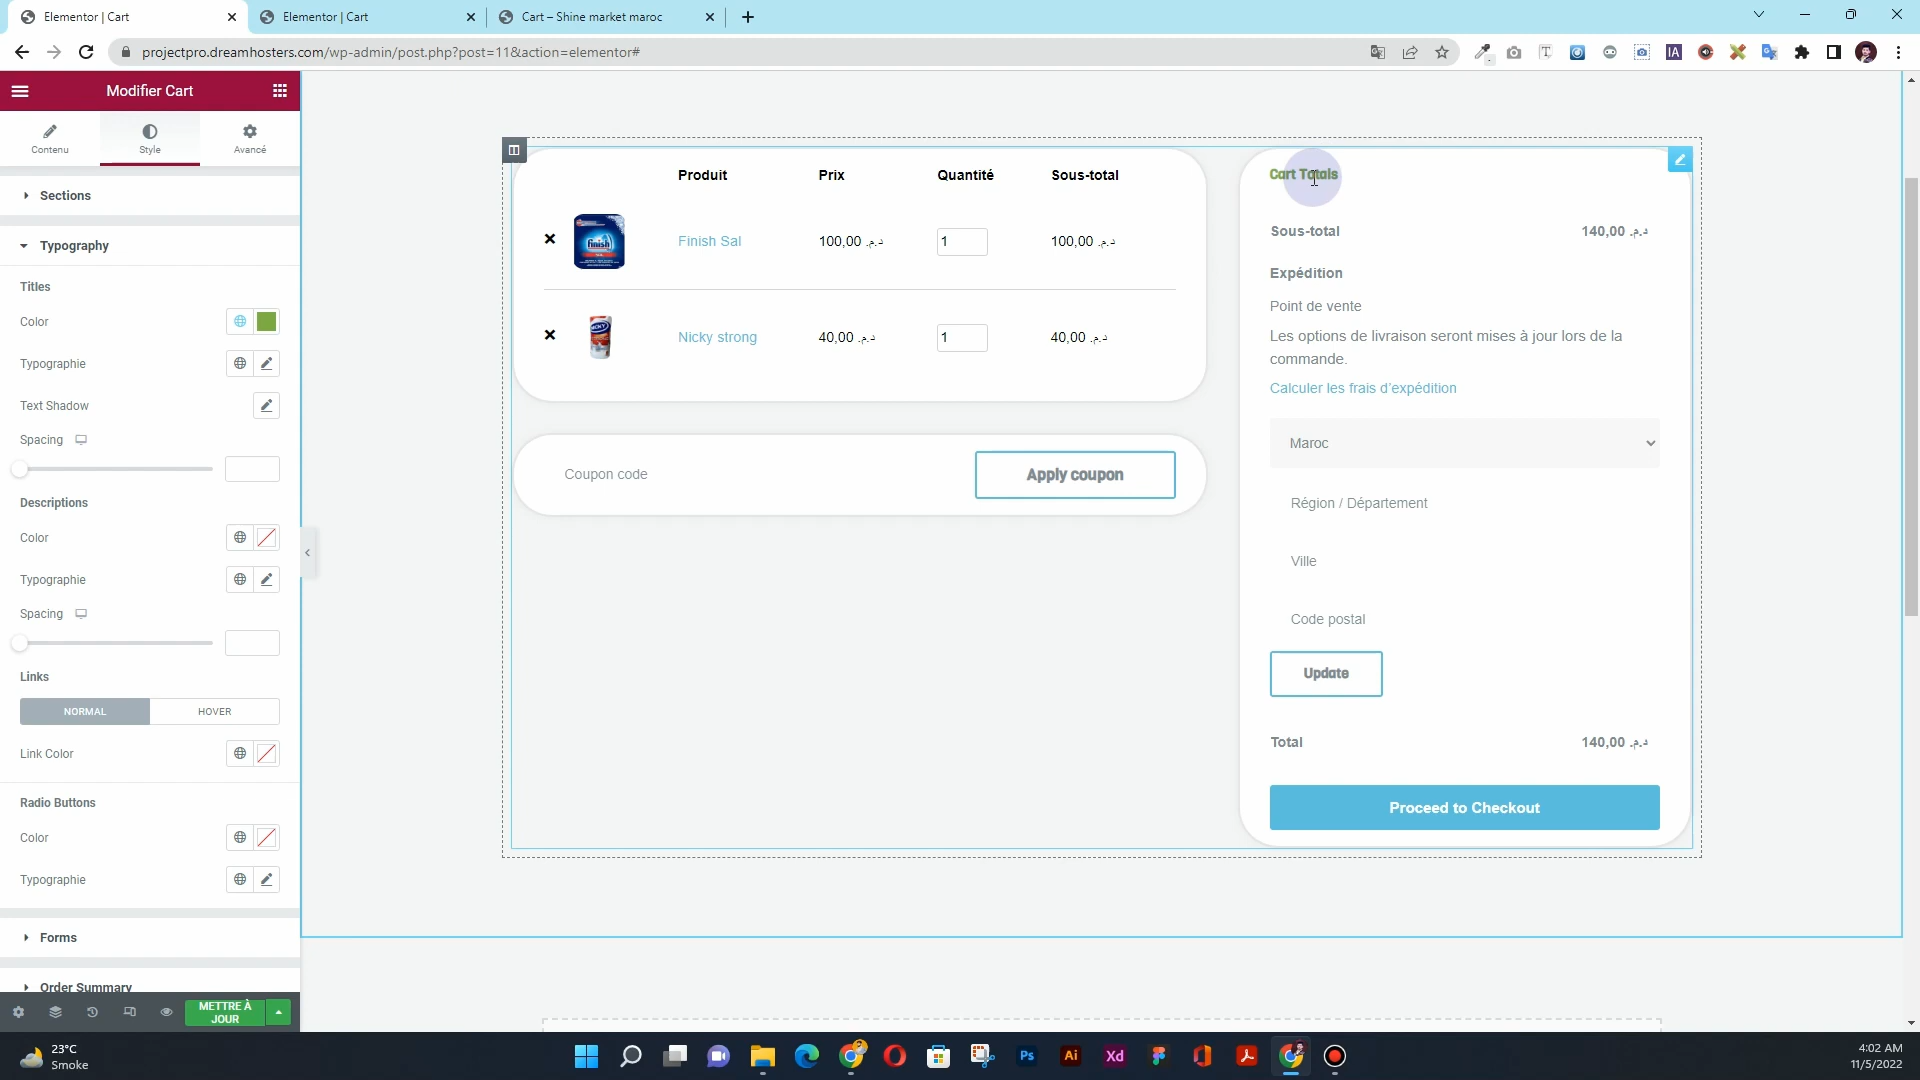 Elementor | Cart
Elementor | Cart
Cart – Shine market maroc
projectpro.dreamhosters.com/wp-admin/post.php?post=11&action=elementor#
Modifier Cart
Contenu
Style
Avancé
Sections
Typography
Titles
Color
Typographie
Text Shadow
Spacing
Descriptions
Color
Typographie
Spacing
Links
NORMAL
HOVER
Link Color
Radio Buttons
Color
Typographie
Forms
Order Summary
METTRE À
JOUR
Produit Prix Quantité Sous-total
Finish Sal 100,00 د.م. 1 100,00 د.م.
Nicky strong 40,00 د.م. 1 40,00 د.م.
Coupon code
Apply coupon
Cart Totals
Sous-total 140,00 د.م.
Expédition
Point de vente
Les options de livraison seront mises à jour lors de la
commande.
Calculer les frais d’expédition
Maroc
Région / Département
Ville
Code postal
Update
Total 140,00 د.م.
Proceed to Checkout
finish
NICKY
IA
Ps
Ai
Xd
23°C
Smoke
4:02 AM
11/5/2022